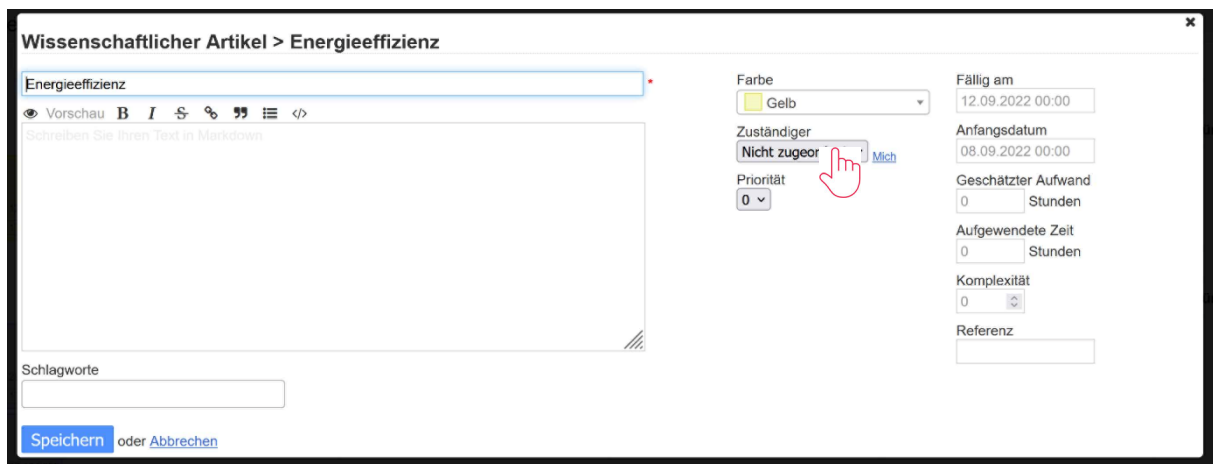 Wissenschaftlicher Artikel > Energieeffizienz
Energieeffizienz *
Vorschau B I S
Schreiben Sie Ihren Text in Markdown
Schlagworte
Speichern oder Abbrechen
Farbe
Gelb
Zuständiger
Nicht Mich
Priorität
0
Fällig am
12.09.2022 00:00
Anfangsdatum
08.09.2022 00:00
Geschätzter Aufwand
0 Stunden
Aufgewendete Zeit
0 Stunden
Komplexität
0
Referenz